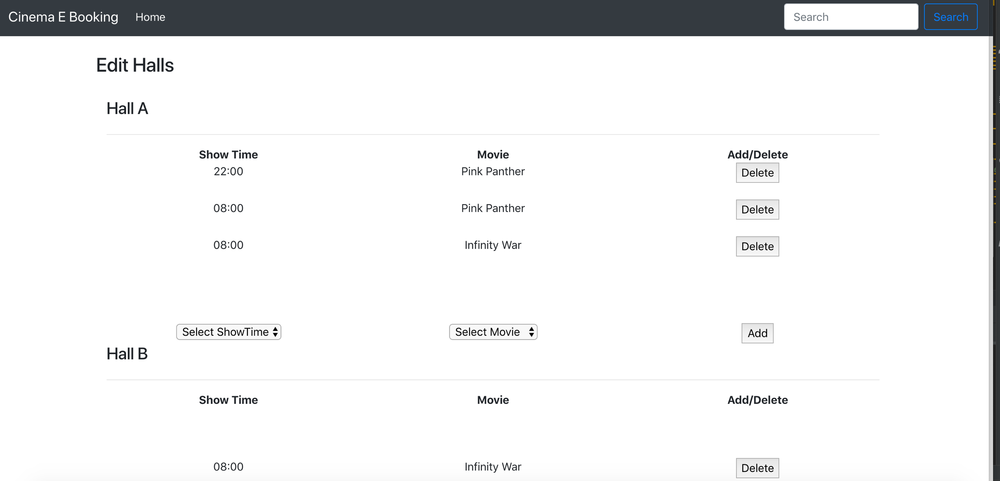 Cinema E Booking Home Search Search
Edit Halls
Hall A
Show Time Movie Add/Delete
22:00 Pink Panther Delete
08:00 Pink Panther Delete
08:00 Infinity War Delete
Select ShowTime Select Movie Add
Hall B
Show Time Movie Add/Delete
08:00 Infinity War Delete